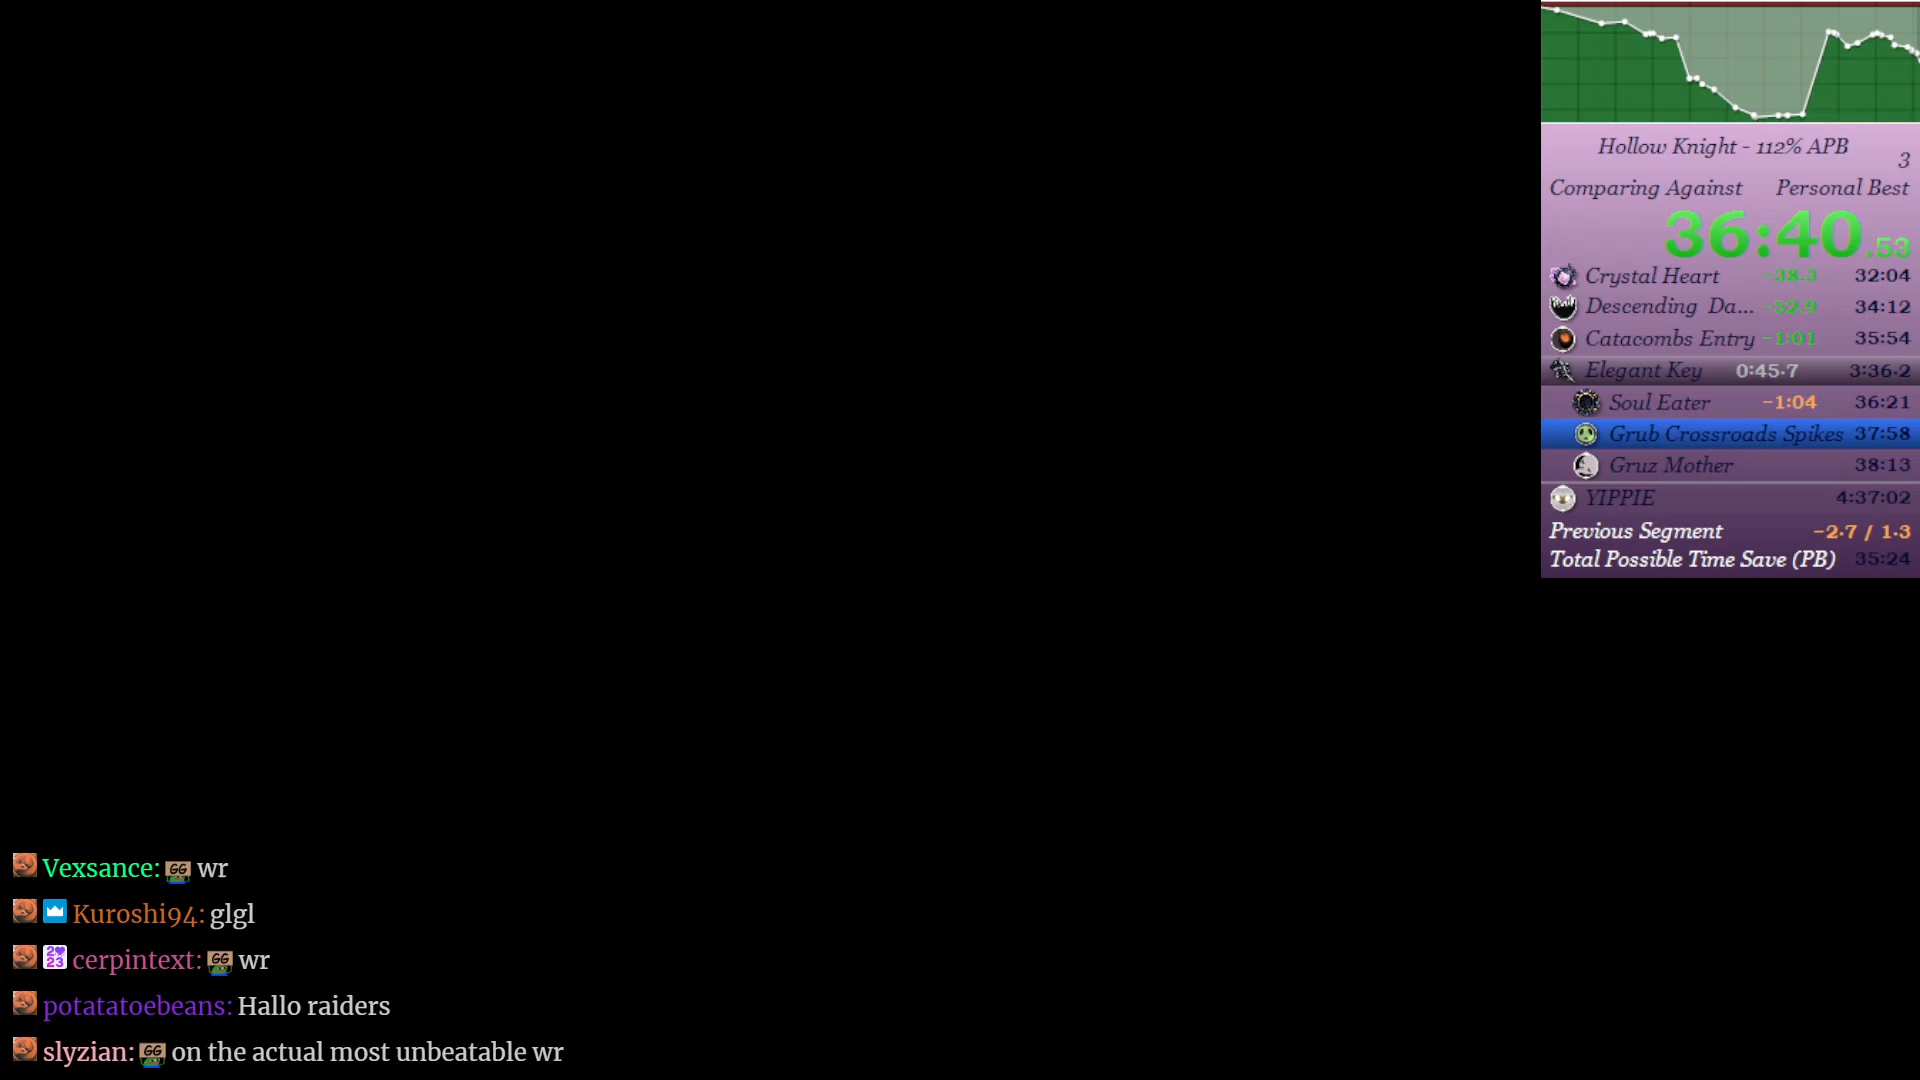 Hollow Knight - 112% APB
3
Comparing Against Personal Best
36:40.53
Crystal Heart -38.3 32:04
Descending Da... -52.9 34:12
Catacombs Entry -1:01 35:54
Elegant Key 0:45.7 3:36.2
Soul Eater -1:04 36:21
Grub Crossroads Spikes 37:58
Gruz Mother 38:13
YIPPIE 4:37:02
Previous Segment -2.7 / 1.3
Total Possible Time Save (PB) 35:24
Vexsance: GG wr
Kuroshi94: glgl
2023 cerpintext: GG wr
potatatoebeans: Hallo raiders
slyzian: GG on the actual most unbeatable wr